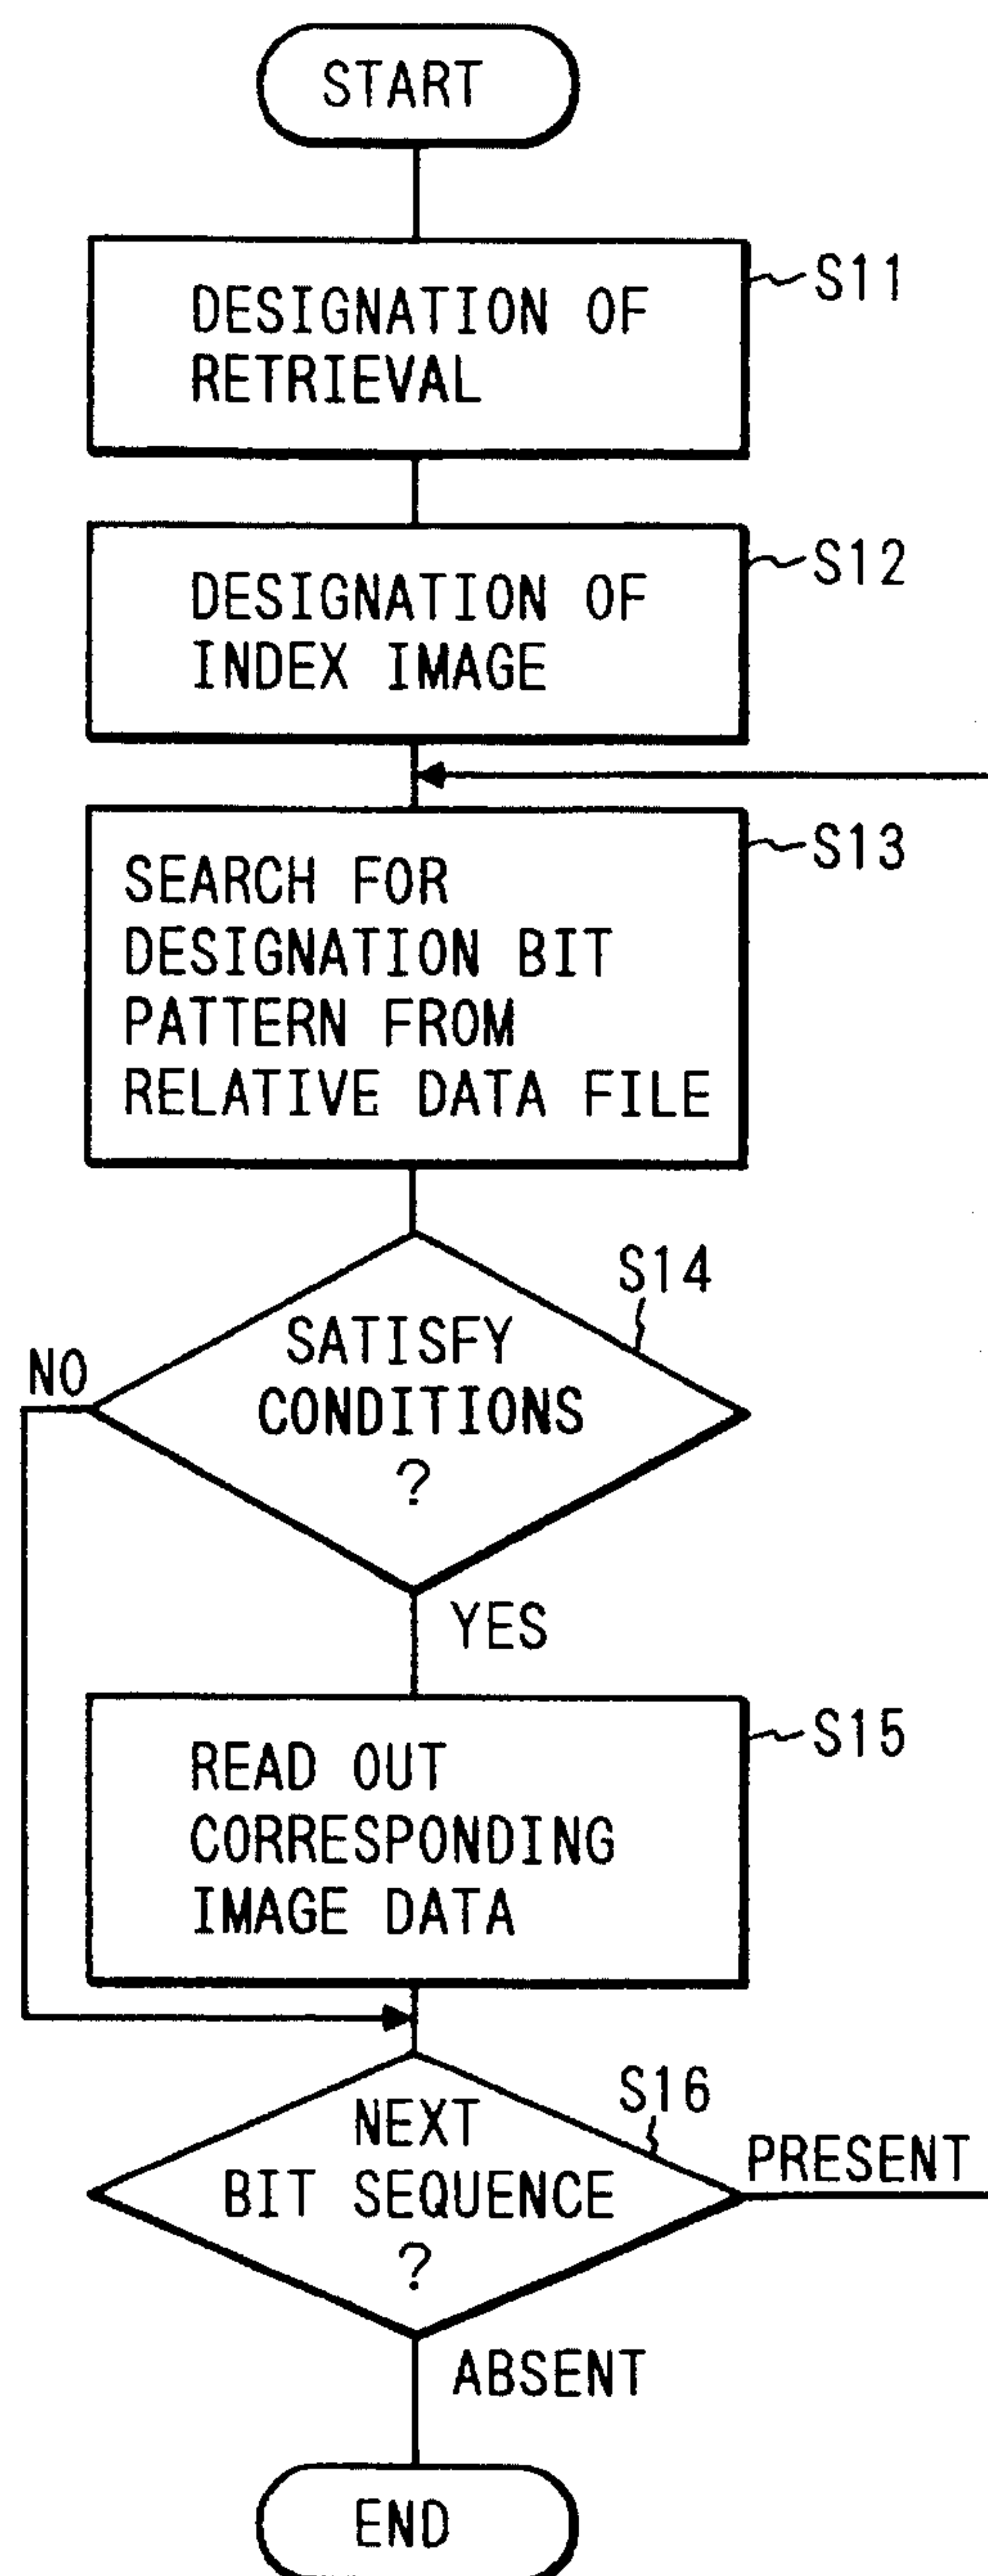 START
S11
DESIGNATION OF
RETRIEVAL
S12
DESIGNATION OF
INDEX IMAGE
S13
SEARCH FOR
DESIGNATION BIT
PATTERN FROM
RELATIVE DATA FILE
S14
SATISFY
CONDITIONS
?
NO
YES
S15
READ OUT
CORRESPONDING
IMAGE DATA
S16
NEXT
BIT SEQUENCE
?
PRESENT
ABSENT
END